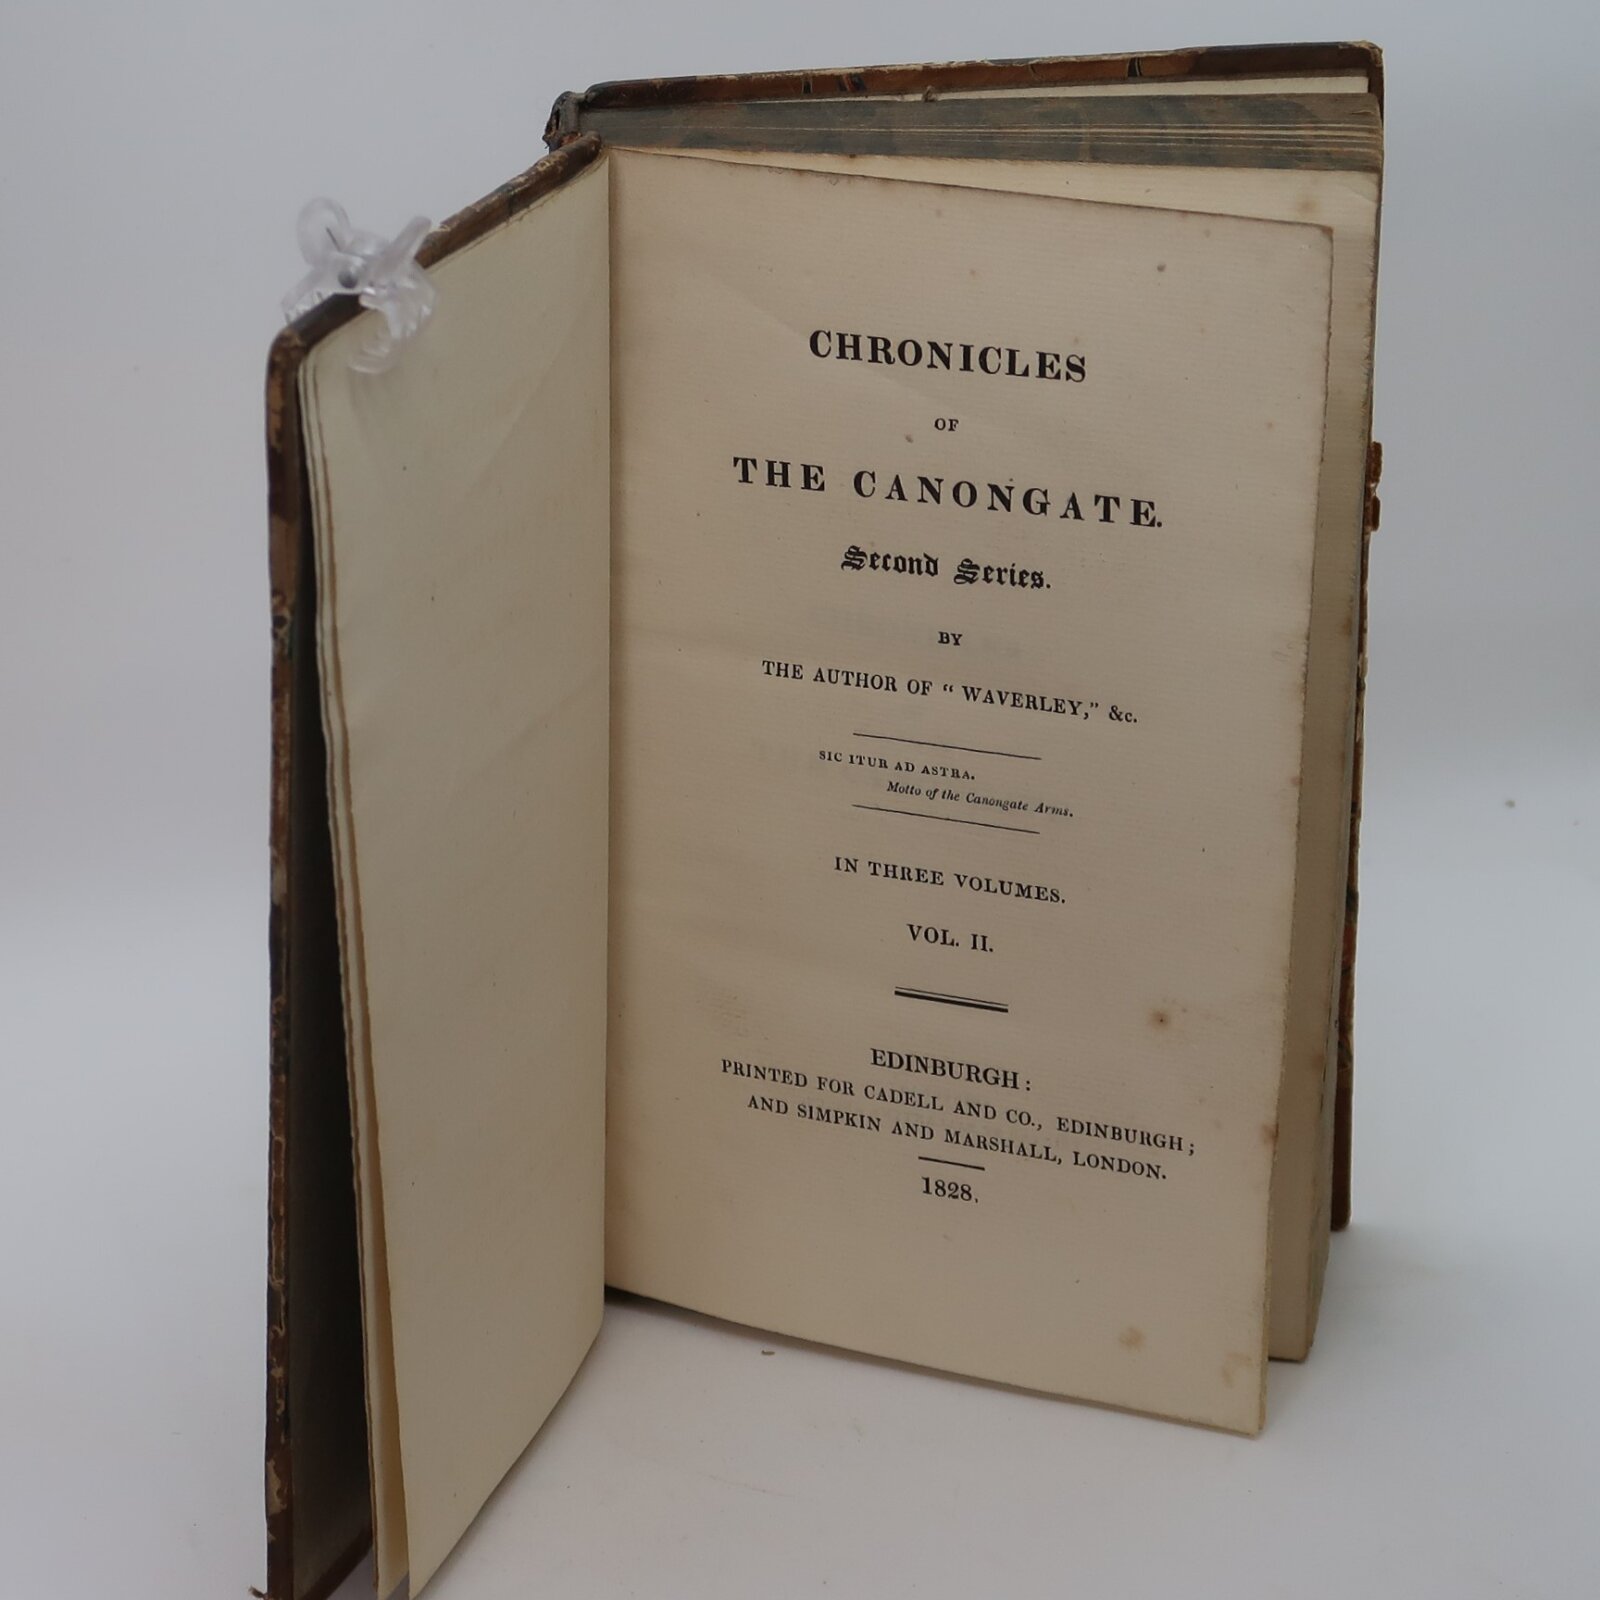 CHRONICLES
OF
THE CANONGATE.
Second Series.
BY
THE AUTHOR OF “ WAVERLEY,” &c.
SIC ITUR AD ASTRA.
Motto of the Canongate Arms.
IN THREE VOLUMES.
VOL. II.
EDINBURGH:
PRINTED FOR CADELL AND CO., EDINBURGH;
AND SIMPKIN AND MARSHALL, LONDON.
1828.